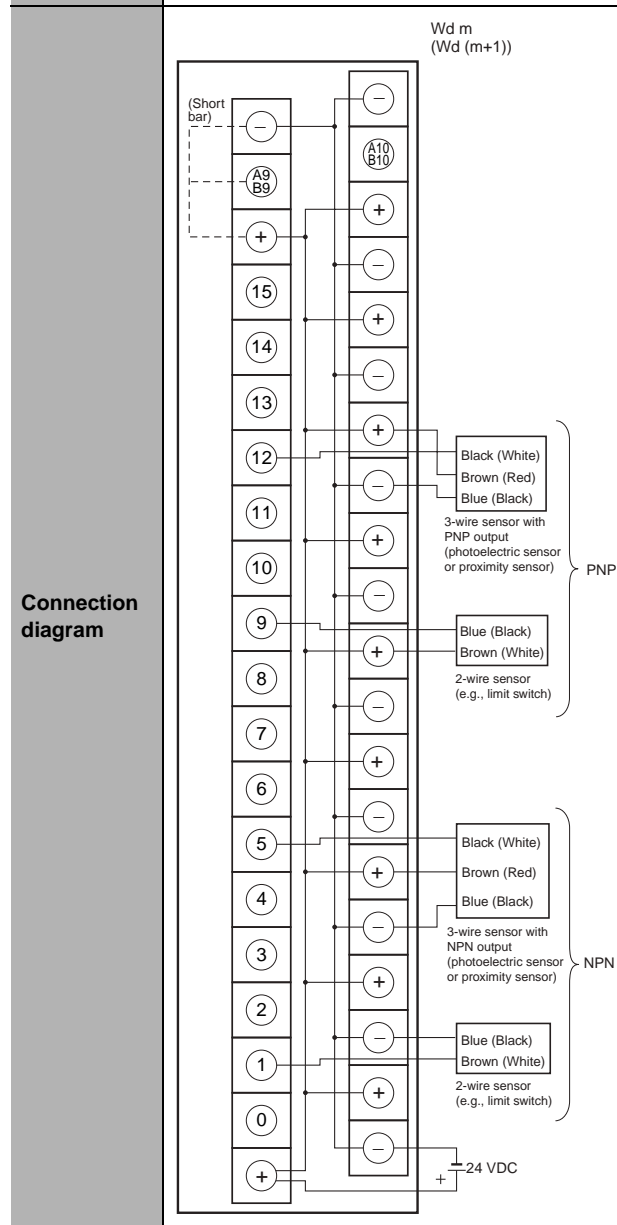 Wd m
(Wd (m+1))
(Short
bar)
−
−
A9
B9
A10
B10
+
+
15
−
14
+
13
−
12
+
Black (White)
Brown (Red)
Blue (Black)
11
−
3-wire sensor with
PNP output
(photoelectric sensor
or proximity sensor)
PNP
10
+
Connection
diagram
9
−
Blue (Black)
Brown (White)
8
+
2-wire sensor
(e.g., limit switch)
7
−
6
+
5
−
Black (White)
Brown (Red)
Blue (Black)
4
+
3
−
3-wire sensor with
NPN output
(photoelectric sensor
or proximity sensor)
NPN
2
+
1
−
Blue (Black)
Brown (White)
2-wire sensor
(e.g., limit switch)
0
+
+
−
24 VDC
+